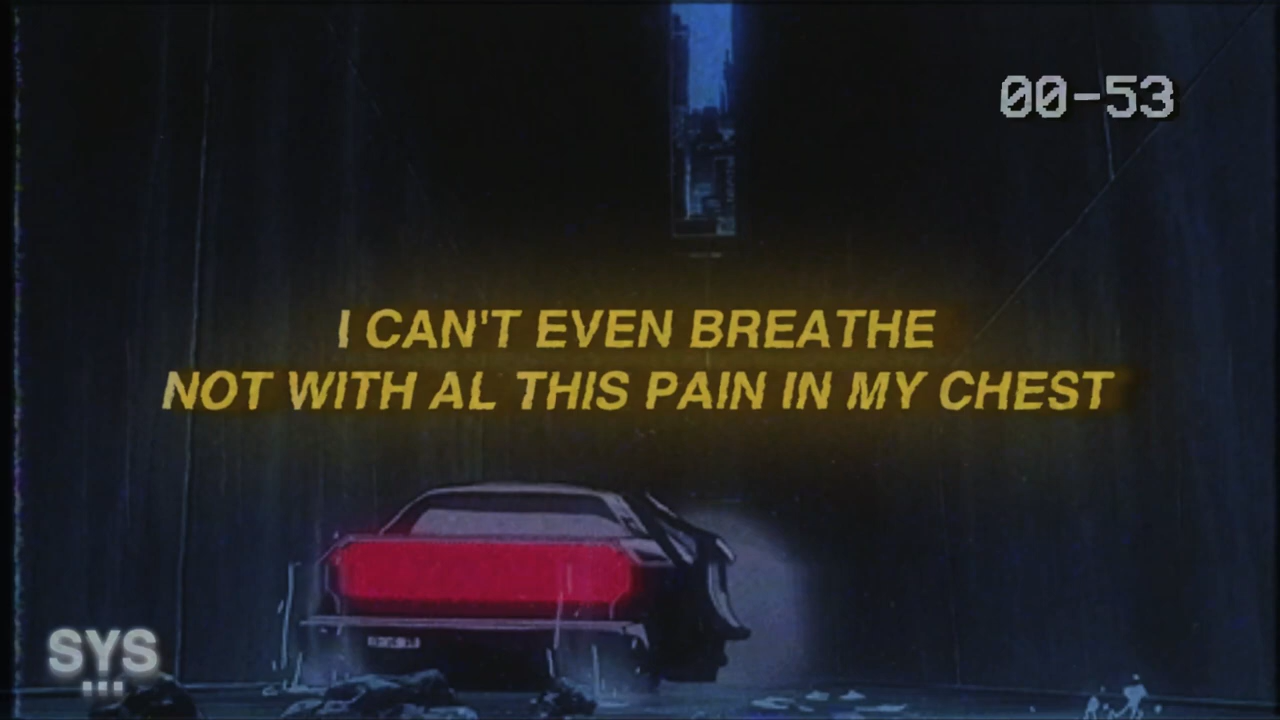 00-53
I CAN'T EVEN BREATHE
NOT WITH AL THIS PAIN IN MY CHEST
SYS